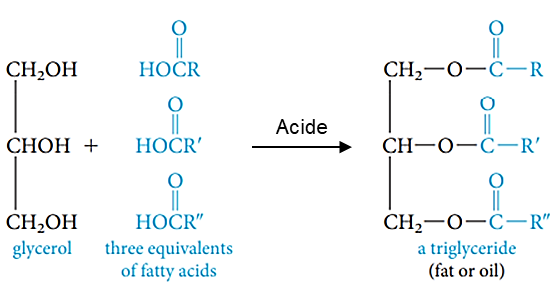 O
O
CH₂OH HOCR CH₂—O—C—R
O
O
Acide
CHOH + HOCR′ CH—O—C—R′
O
O
CH₂OH HOCR″ CH₂—O—C—R″
glycerol three equivalents a triglyceride
of fatty acids (fat or oil)